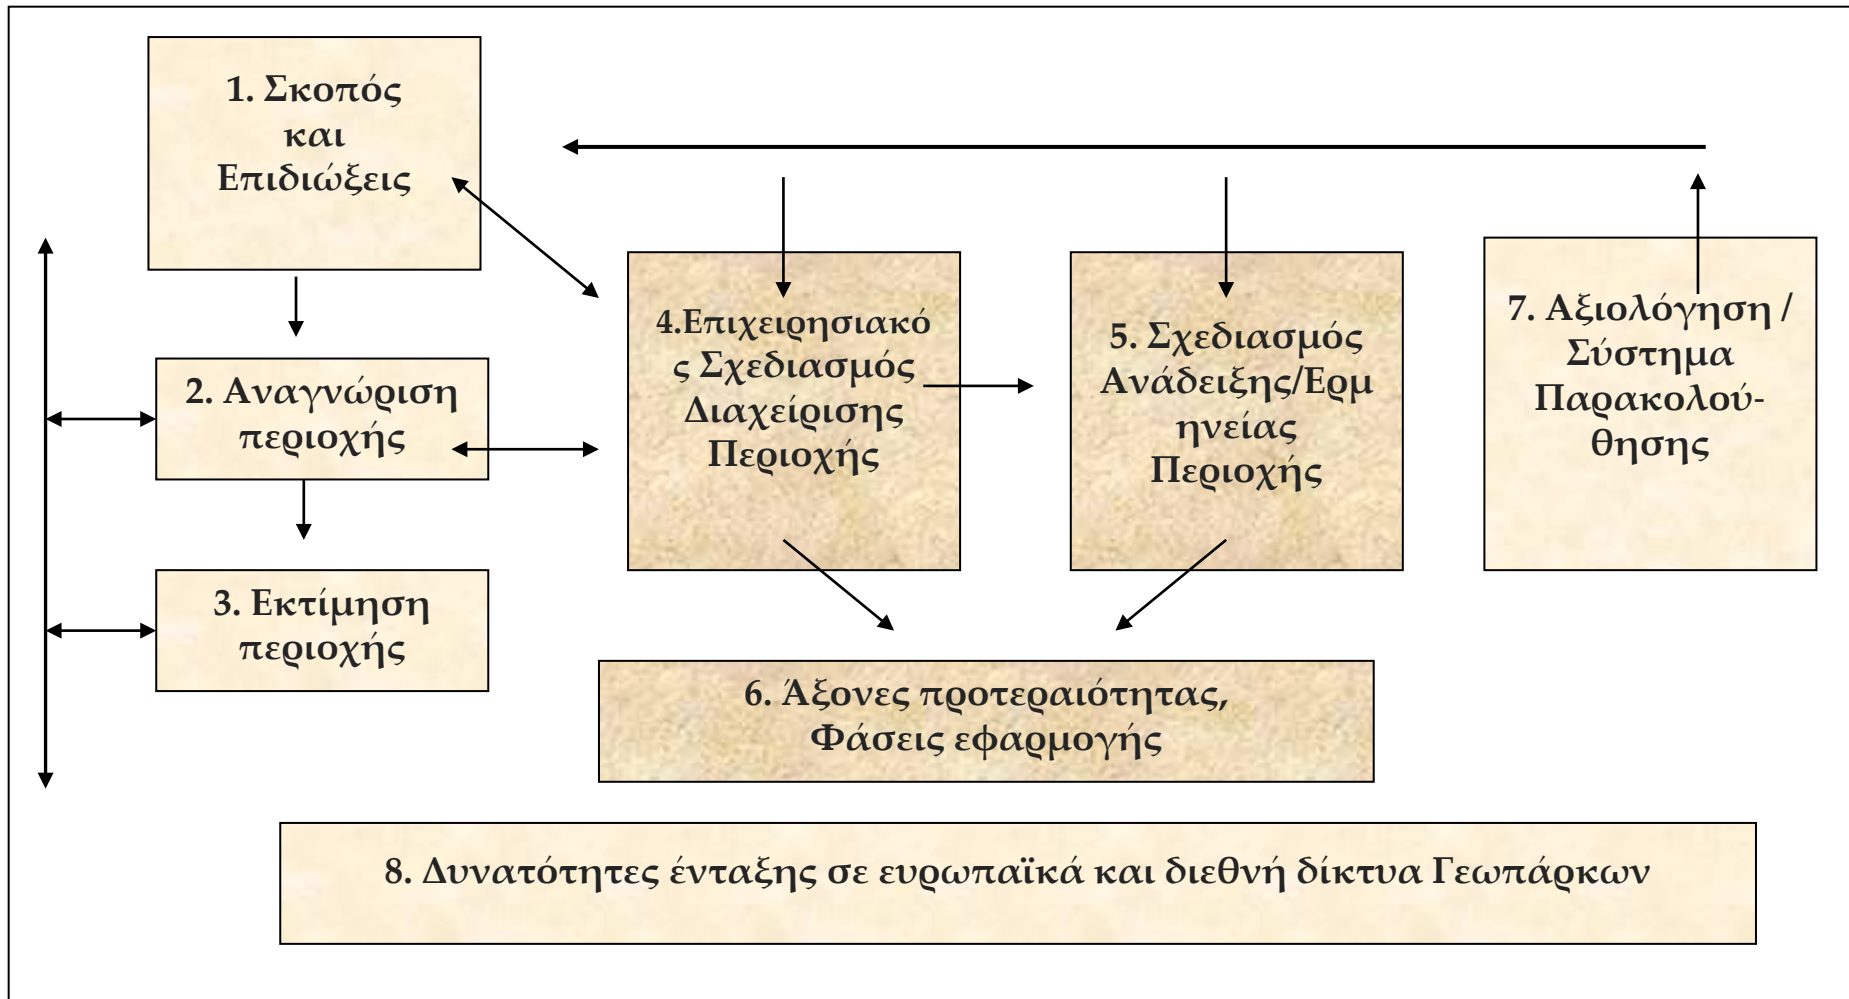 1. Σκοπός
και
Επιδιώξεις
2. Αναγνώριση
περιοχής
3. Εκτίμηση
περιοχής
4.Επιχειρησιακό
ς Σχεδιασμός
Διαχείρισης
Περιοχής
5. Σχεδιασμός
Ανάδειξης/Ερμ
ηνείας
Περιοχής
6. Άξονες προτεραιότητας,
Φάσεις εφαρμογής
7. Αξιολόγηση /
Σύστημα
Παρακολού-
θησης
8. Δυνατότητες ένταξης σε ευρωπαϊκά και διεθνή δίκτυα Γεωπάρκων